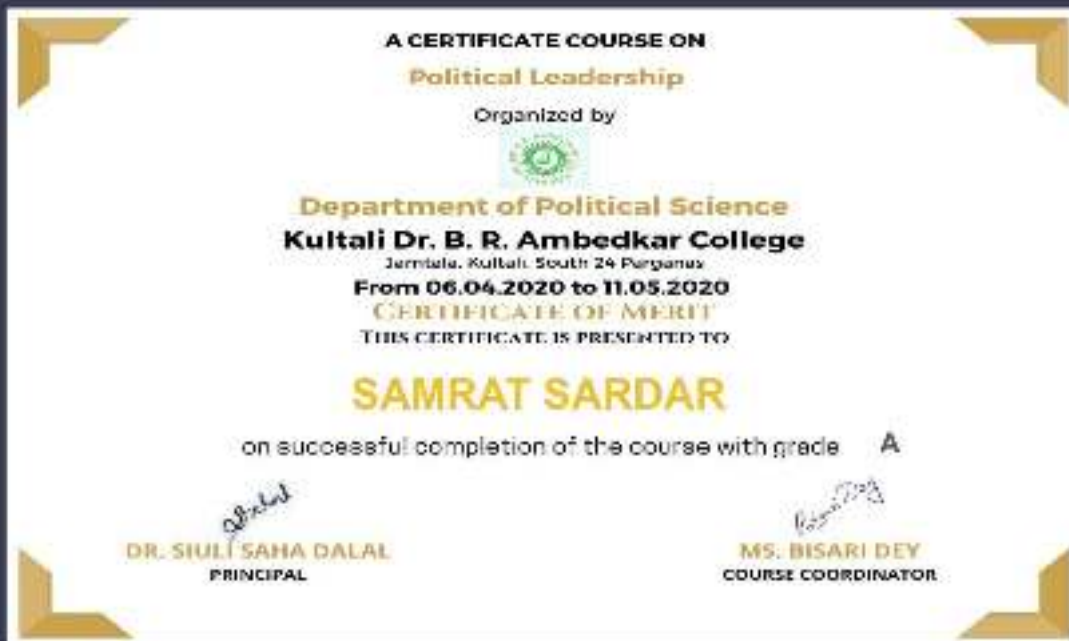 A CERTIFICATE COURSE ON
Political Leadership
Organized by
Department of Political Science
Kultali Dr. B. R. Ambedkar College
Jamtala, Kultali, South 24 Parganas
From 06.04.2020 to 11.05.2020
CERTIFICATE OF MERIT
THIS CERTIFICATE IS PRESENTED TO
SAMRAT SARDAR
on successful completion of the course with grade A
DR. SIULI SAHA DALAL
PRINCIPAL
MS. BISARI DEY
COURSE COORDINATOR